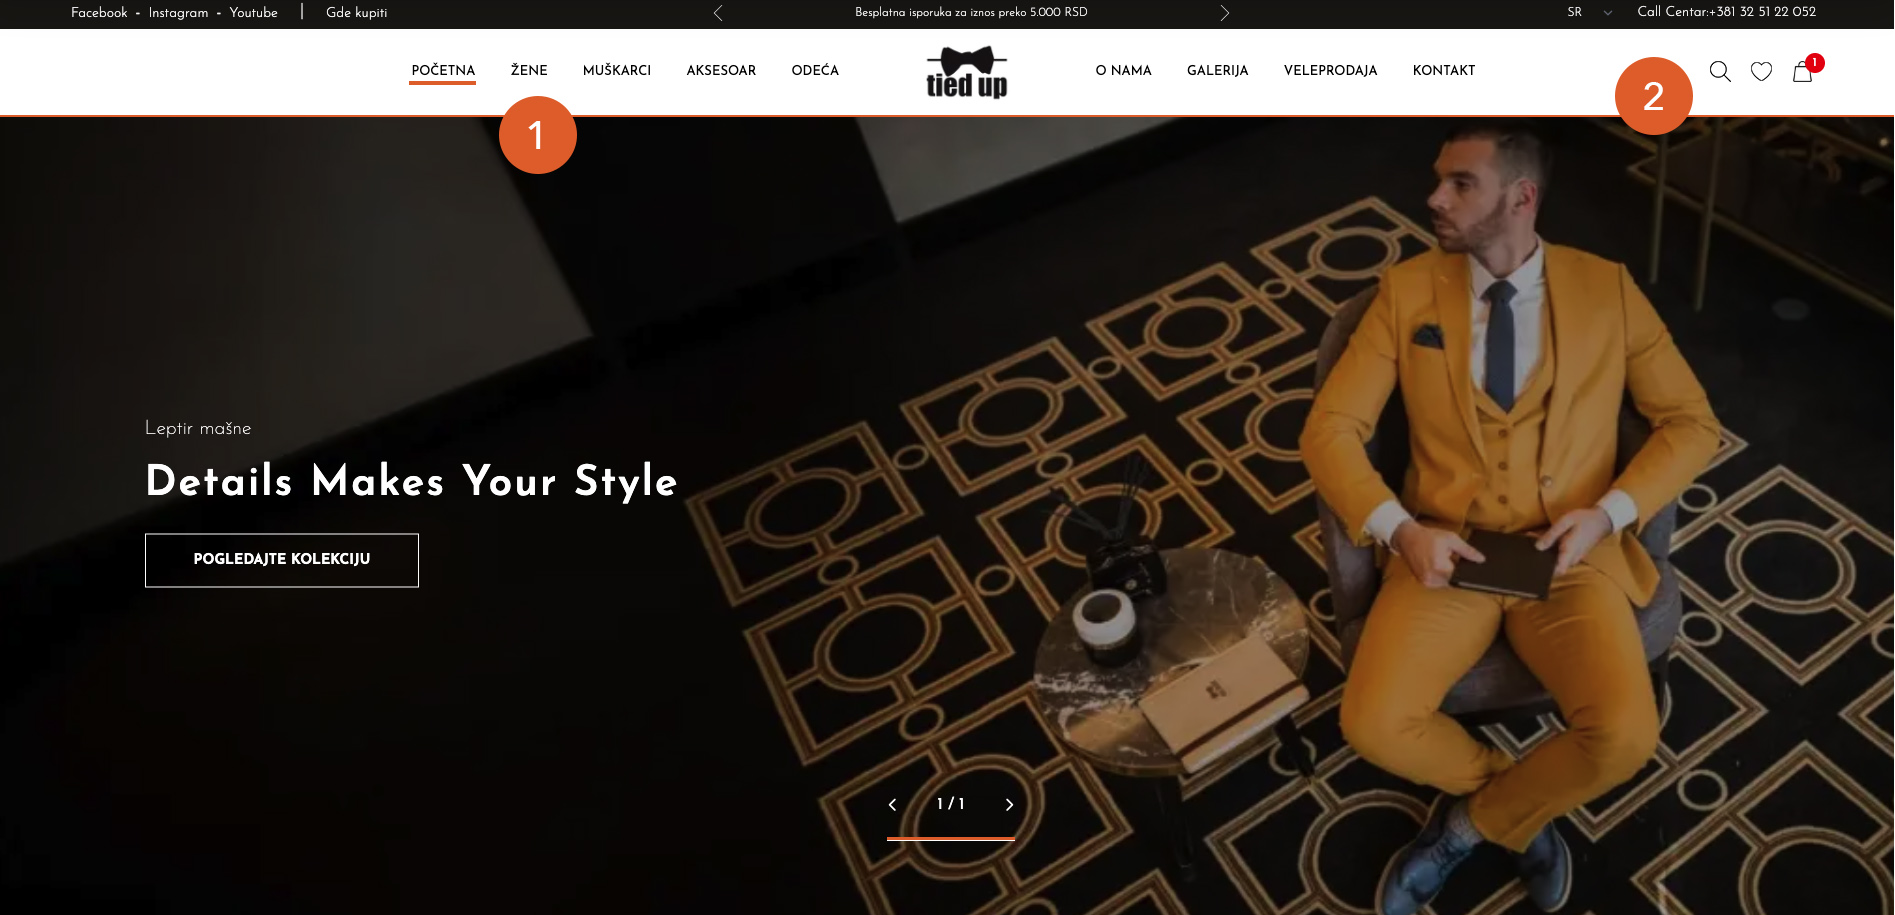 Facebook - Instagram - Youtube | Gde kupiti
Besplatna isporuka za iznos preko 5.000 RSD
SR
Call Centar:+381 32 51 22 052
POČETNA ŽENE MUŠKARCI AKSESOAR ODEĆA
tied up
O NAMA GALERIJA VELEPRODAJA KONTAKT
1
1
2
Leptir mašne
Details Makes Your Style
POGLEDAJTE KOLEKCIJU
1 / 1